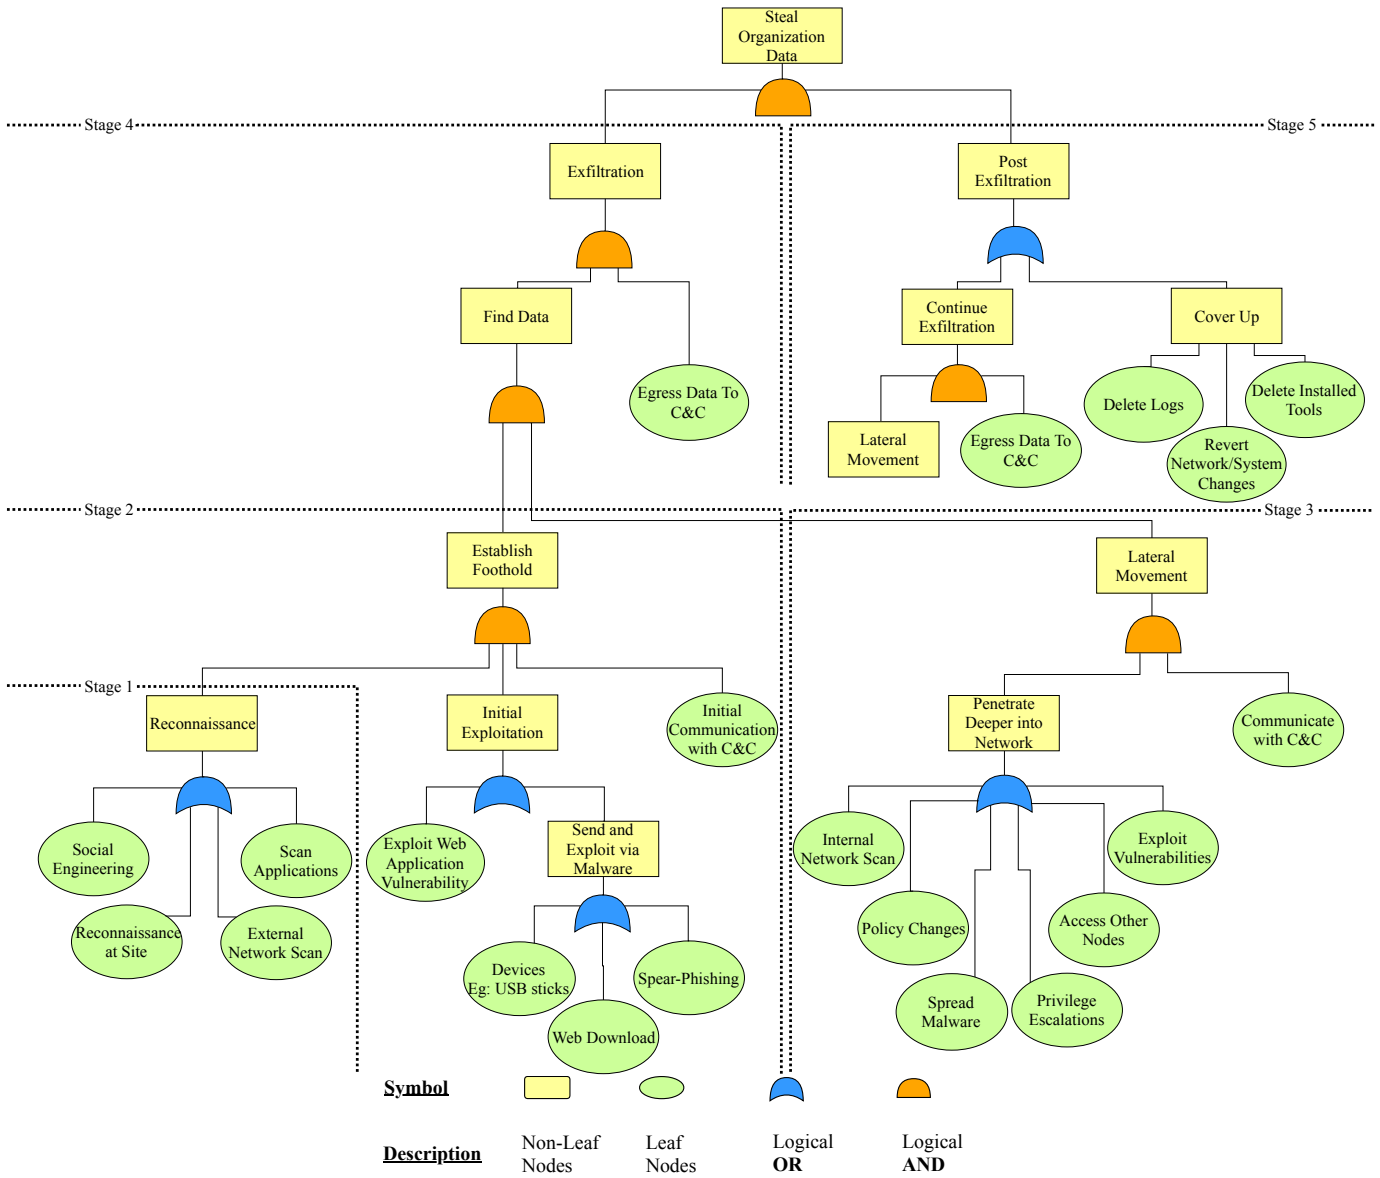 Steal
Organization
Data
Stage 4
Stage 5
Exfiltration
Post
Exfiltration
Find Data
Continue
Exfiltration
Cover Up
Egress Data To
C&C
Delete Logs
Delete Installed
Tools
Lateral
Movement
Egress Data To
C&C
Revert
Network/System
Changes
Stage 2
Stage 3
Establish
Foothold
Lateral
Movement
Stage 1
Reconnaissance
Initial
Exploitation
Initial
Communication
with C&C
Penetrate
Deeper into
Network
Communicate
with C&C
Social
Engineering
Scan
Applications
Exploit Web
Application
Vulnerability
Send and
Exploit via
Malware
Internal
Network Scan
Exploit
Vulnerabilities
Reconnaissance
at Site
External
Network Scan
Policy Changes
Access Other
Nodes
Devices
Eg: USB sticks
Spear-Phishing
Web Download
Spread
Malware
Privilege
Escalations
Symbol
Description
Non-Leaf
Nodes
Leaf
Nodes
Logical
OR
Logical
AND